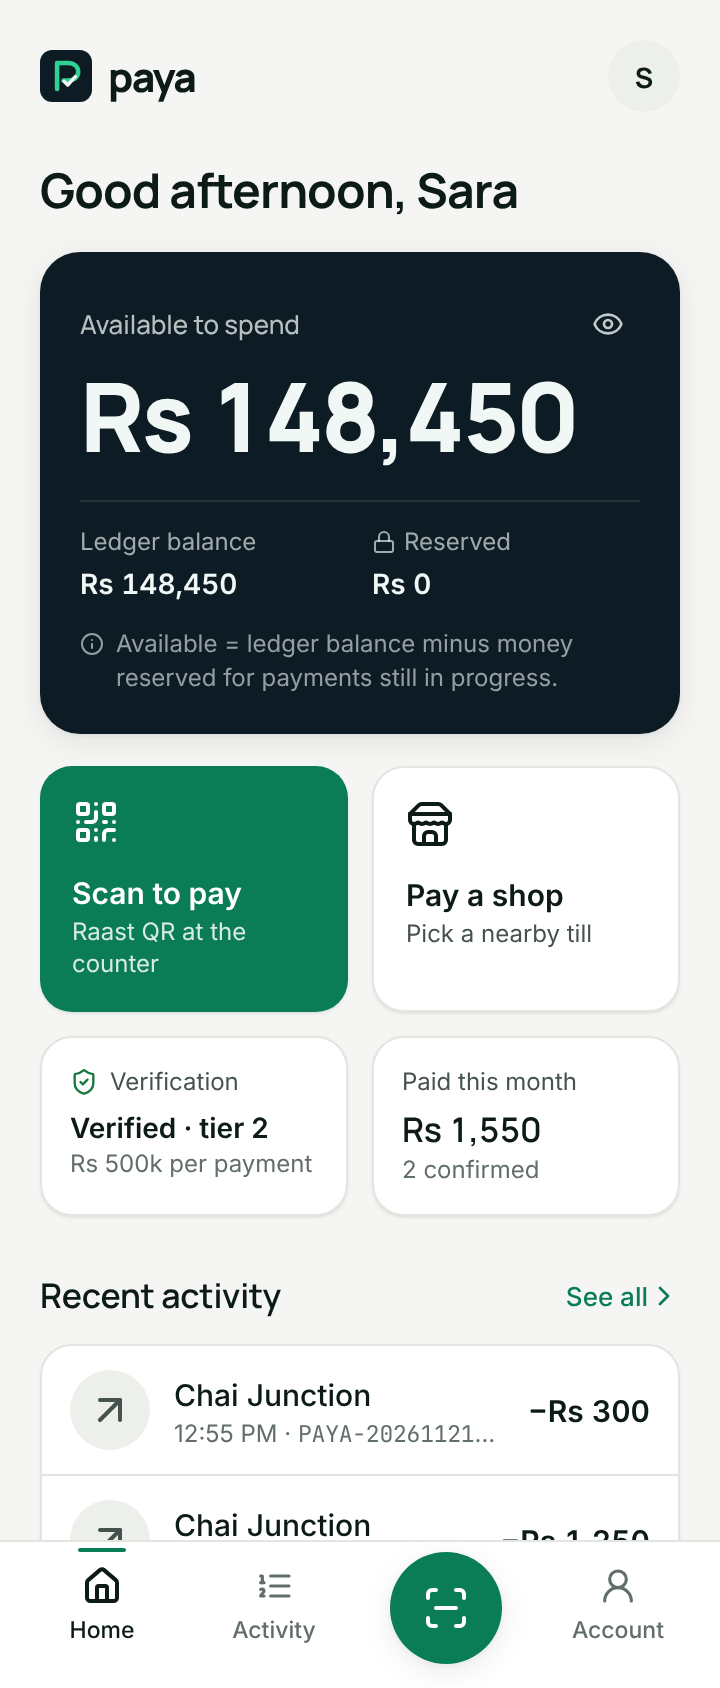 paya
S
Good afternoon, Sara
Available to spend
Rs 148,450
Ledger balance
Reserved
Rs 148,450
Rs 0
Available = ledger balance minus money
reserved for payments still in progress.
Scan to pay
Raast QR at the
counter
Pay a shop
Pick a nearby till
Verification
Verified · tier 2
Rs 500k per payment
Paid this month
Rs 1,550
2 confirmed
Recent activity
See all
Chai Junction
12:55 PM · PAYA-20261121...
−Rs 300
Chai Junction
−Rs 1,250
Home
Activity
Account